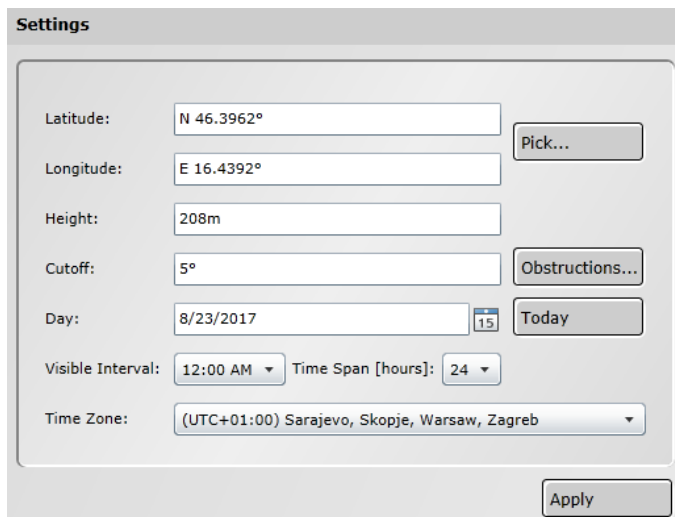 Settings
Latitude: N 46.3962°
Pick...
Longitude: E 16.4392°
Height: 208m
Cutoff: 5° Obstructions...
Day: 8/23/2017 15 Today
Visible Interval: 12:00 AM Time Span [hours]: 24
Time Zone: (UTC+01:00) Sarajevo, Skopje, Warsaw, Zagreb
Apply